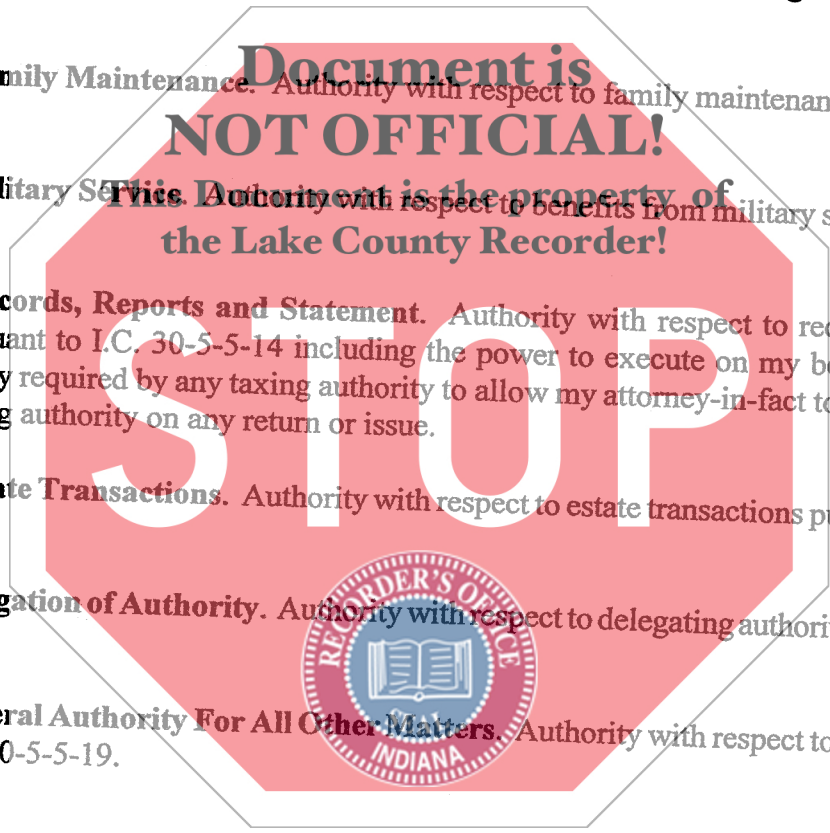 Document is
mily Maintenance. Authority with respect to family maintenan
NOT OFFICIAL!
litary Service. Authority with respect to benefits from military s
This Document is the property of
the Lake County Recorder!
cords, Reports and Statement. Authority with respect to rec
uant to I.C. 30-5-5-14 including the power to execute on my be
y required by any taxing authority to allow my attorney-in-fact to
g authority on any return or issue.
STOP
ate Transactions. Authority with respect to estate transactions pu
RECORDER'S OFFICE
gation of Authority. Authority with respect to delegating authori
SEAL
eral Authority For All Other Matters. Authority with respect to
INDIANA
0-5-5-19.